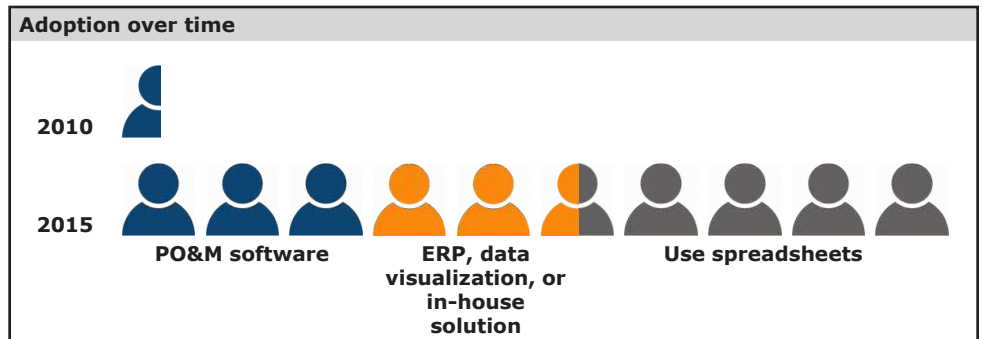 Adoption over time
2010
2015
PO&M software
ERP, data
visualization, or
in-house
solution
Use spreadsheets